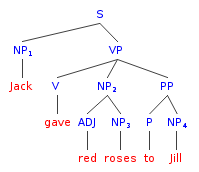 S
NP1 VP
Jack V NP2 PP
gave ADJ NP3 P NP4
red roses to Jill